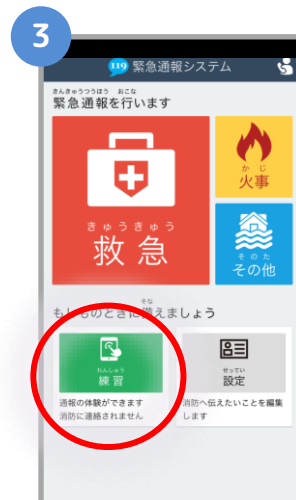 3
119 緊急通報システム
きんきゅうつうほう おこな
緊急通報を行います
きゅうきゅう
救急
かじ
火事
そのた
その他
そな
もしものときに備えましょう
れんしゅう
練習
通報の体験ができます
消防に連絡されません
せってい
設定
消防へ伝えたいことを編集
します